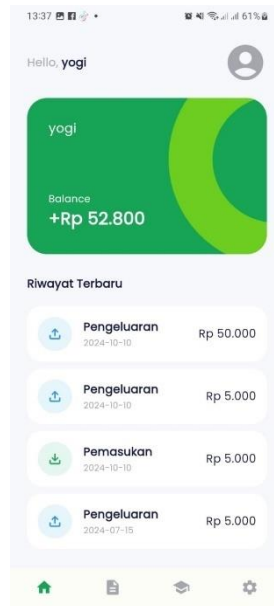 13:37
61%
Hello, yogi
yogi
Balance
+Rp 52.800
Riwayat Terbaru
Pengeluaran
2024-10-10
Rp 50.000
Pengeluaran
2024-10-10
Rp 5.000
Pemasukan
2024-10-10
Rp 5.000
Pengeluaran
2024-07-15
Rp 5.000